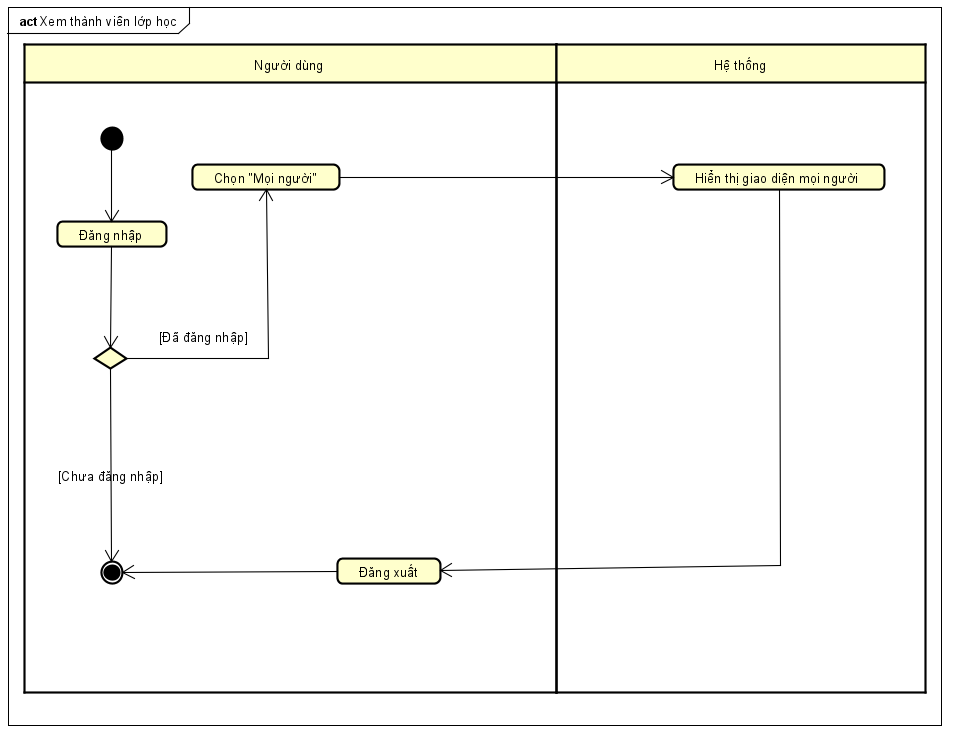 act Xem thành viên lớp học
Người dùng
Hệ thống
Chọn "Mọi người"
Hiển thị giao diện mọi người
Đăng nhập
[Đã đăng nhập]
[Chưa đăng nhập]
Đăng xuất